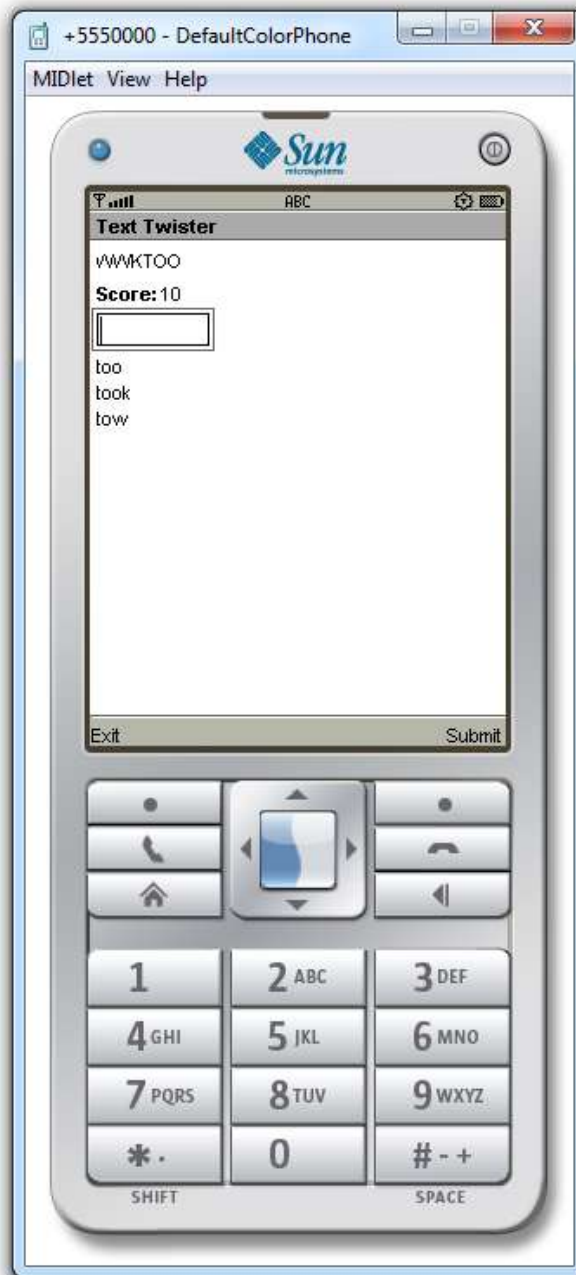 +5550000 - DefaultColorPhone
MIDlet View Help
Sun
microsystems
ABC
Text Twister
WWKTOO
Score: 10
too
took
tow
Exit Submit
1 2 ABC 3 DEF
4 GHI 5 JKL 6 MNO
7 PQRS 8 TUV 9 WXYZ
* . 0 # - +
SHIFT SPACE